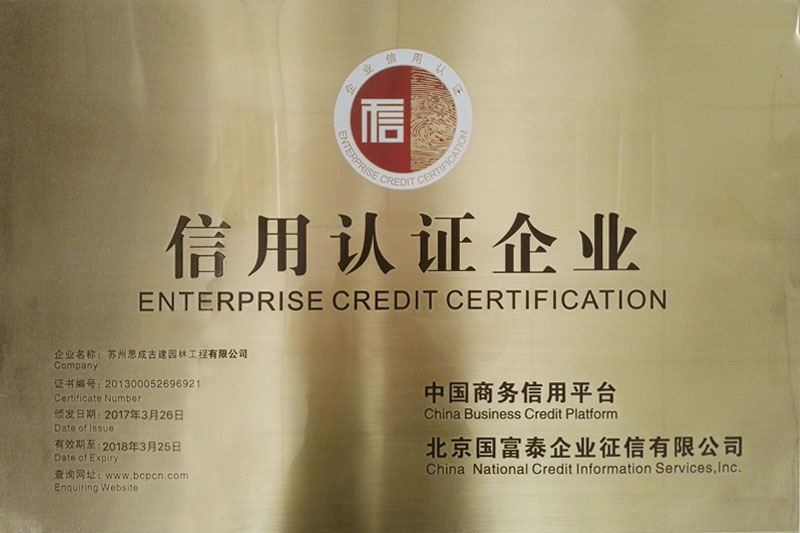 企业信用认证
信
ENTERPRISE CREDIT CERTIFICATION
信用认证企业
ENTERPRISE CREDIT CERTIFICATION
企业名称：苏州思成古建园林工程有限公司
Company
证书编号：201300052696921
Certificate Number
颁发日期：2017年3月26日
Date of Issue
有效期至：2018年3月25日
Date of Expiry
查询网址：www.bcpcn.com
Enquiring Website
中国商务信用平台
China Business Credit Platform
北京国富泰企业征信有限公司
China National Credit Information Services,Inc.